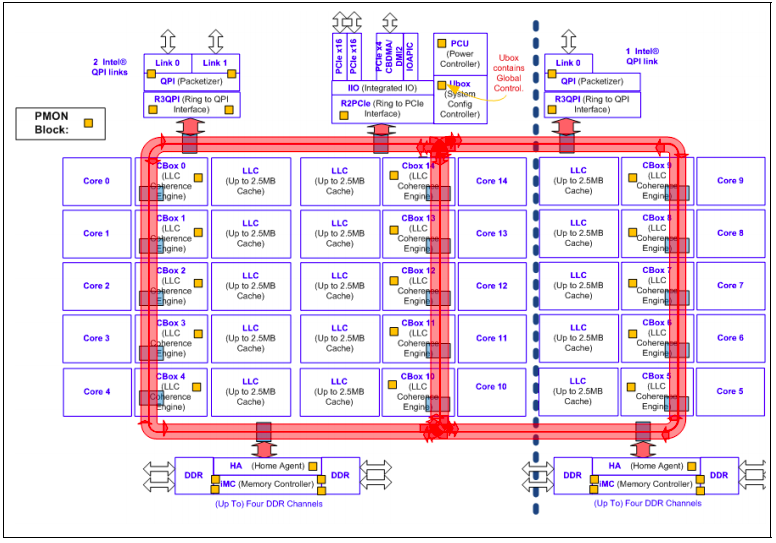 2 Intel®
QPI links
Link 0
Link 1
QPI (Packetizer)
R3QPI (Ring to QPI
Interface)
PCIe x16
PCIe x16
PCIe x4
CBDMA/
DMI2
IOAPIC
IIO (Integrated IO)
R2PCIe (Ring to PCIe
Interface)
PCU
(Power
Controller)
Ubox
(System
Config
Controller)
Ubox
contains
Global
Control.
1 Intel®
QPI link
Link 0
QPI (Packetizer)
R3QPI (Ring to QPI
Interface)
PMON
Block:
Core 0
CBox 0
(LLC
Coherence
Engine)
LLC
(Up to 2.5MB
Cache)
LLC
(Up to 2.5MB
Cache)
Cbox 14
(LLC
Coherence
Engine)
Core 14
LLC
(Up to 2.5MB
Cache)
CBox 9
(LLC
Coherence
Engine)
Core 9
Core 1
CBox 1
(LLC
Coherence
Engine)
LLC
(Up to 2.5MB
Cache)
LLC
(Up to 2.5MB
Cache)
CBox 13
(LLC
Coherence
Engine)
Core 13
LLC
(Up to 2.5MB
Cache)
CBox 8
(LLC
Coherence
Engine)
Core 8
Core 2
CBox 2
(LLC
Coherence
Engine)
LLC
(Up to 2.5MB
Cache)
LLC
(Up to 2.5MB
Cache)
CBox 12
(LLC
Coherence
Engine)
Core 12
LLC
(Up to 2.5MB
Cache)
CBox 7
(LLC
Coherence
Engine)
Core 7
Core 3
CBox 3
(LLC
Coherence
Engine)
LLC
(Up to 2.5MB
Cache)
LLC
(Up to 2.5MB
Cache)
CBox 11
(LLC
Coherence
Engine)
Core 11
LLC
(Up to 2.5MB
Cache)
CBox 6
(LLC
Coherence
Engine)
Core 6
Core 4
CBox 4
(LLC
Coherence
Engine)
LLC
(Up to 2.5MB
Cache)
LLC
(Up to 2.5MB
Cache)
CBox 10
(LLC
Coherence
Engine)
Core 10
LLC
(Up to 2.5MB
Cache)
CBox 5
(LLC
Coherence
Engine)
Core 5
DDR
HA (Home Agent)
iMC (Memory Controller)
DDR
(Up To) Four DDR Channels
DDR
HA (Home Agent)
iMC (Memory Controller)
DDR
(Up To) Four DDR Channels